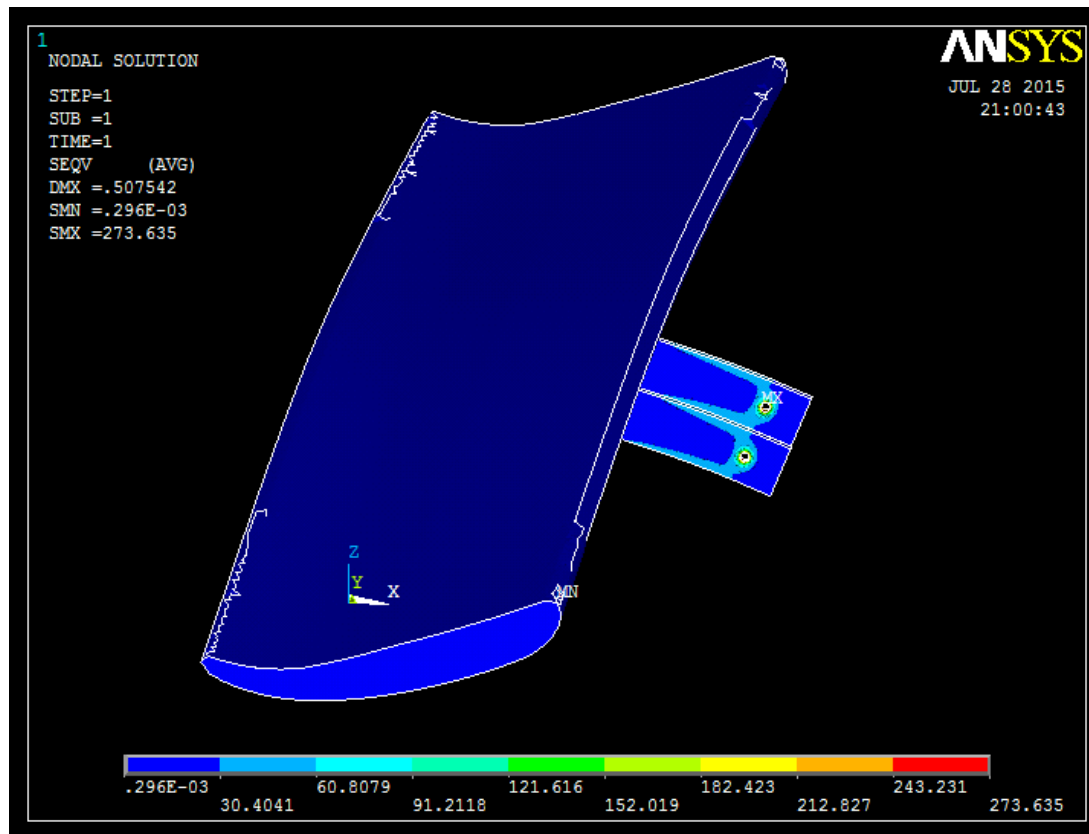 1
NODAL SOLUTION
STEP=1
SUB =1
TIME=1
SEQV (AVG)
DMX =.507542
SMN =.296E-03
SMX =273.635
ANSYS
JUL 28 2015
21:00:43
MX
Z
Y
X
MN
.296E-03 60.8079 121.616 182.423 243.231
30.4041 91.2118 152.019 212.827 273.635